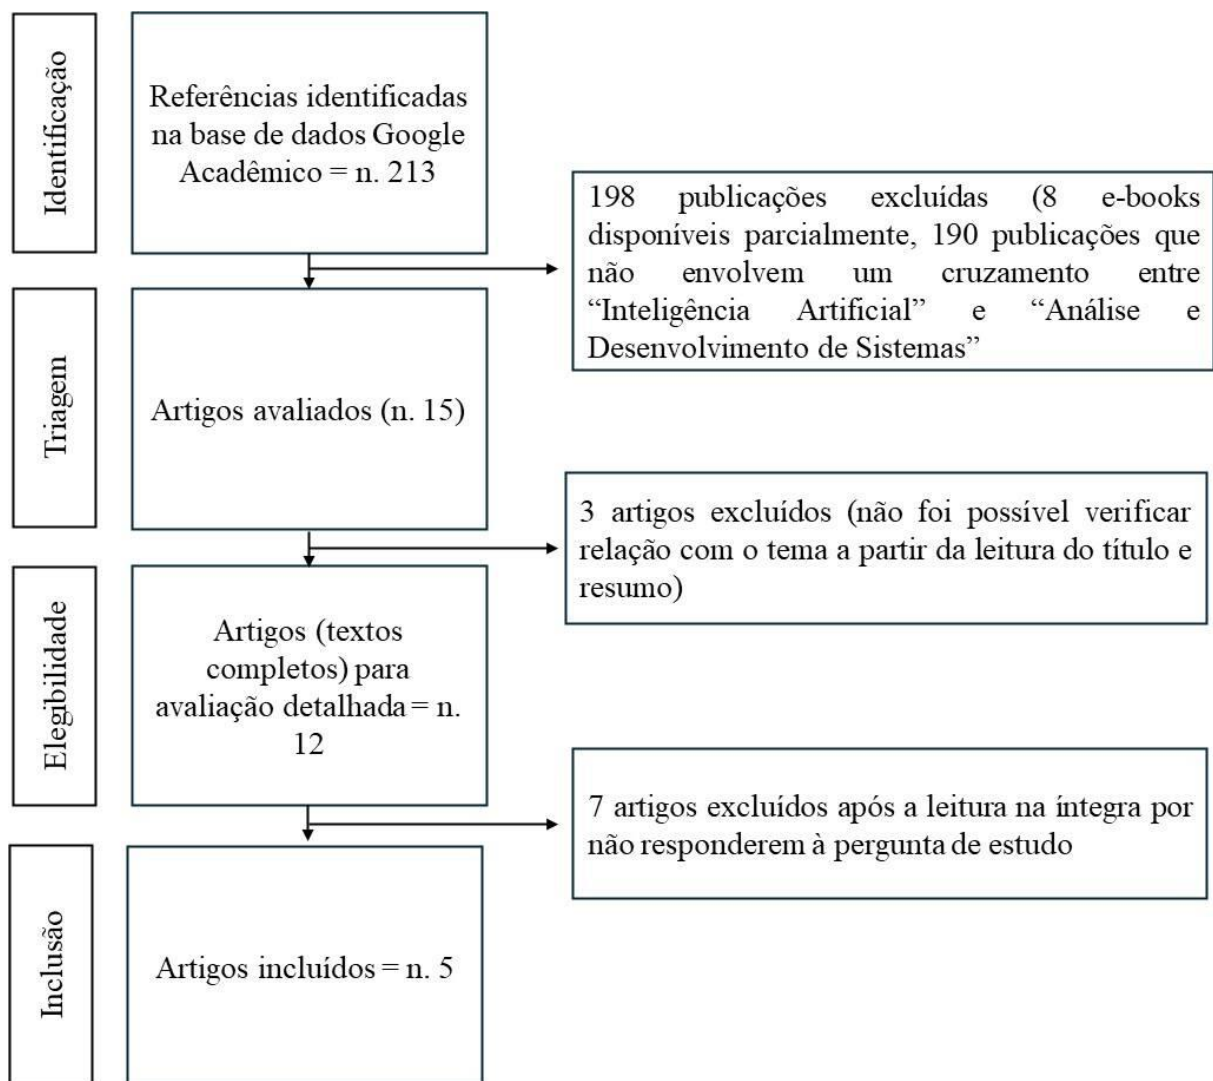 Identificação
Referências identificadas
na base de dados Google
Acadêmico = n. 213
198 publicações excluídas (8 e-books
disponíveis parcialmente, 190 publicações que
não envolvem um cruzamento entre
“Inteligência Artificial” e “Análise e
Desenvolvimento de Sistemas”
Triagem
Artigos avaliados (n. 15)
3 artigos excluídos (não foi possível verificar
relação com o tema a partir da leitura do título e
resumo)
Elegibilidade
Artigos (textos
completos) para
avaliação detalhada = n.
12
7 artigos excluídos após a leitura na íntegra por
não responderem à pergunta de estudo
Inclusão
Artigos incluídos = n. 5